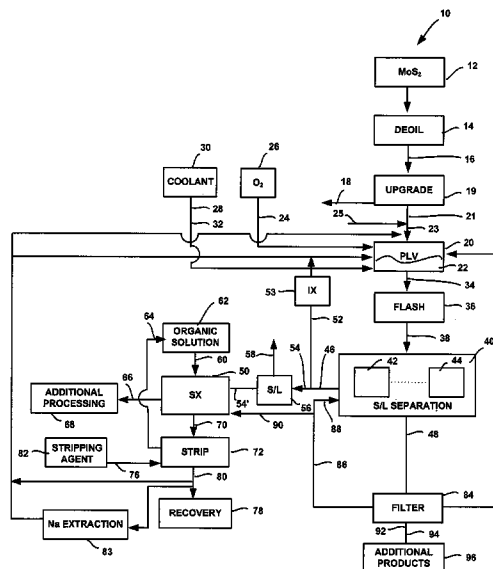 10
MoS₂
12
DEOIL
14
16
30
COOLANT
26
O₂
18
UPGRADE
19
28
32
24
25
21
23
20
PLV
22
34
53
IX
FLASH
36
62
ORGANIC SOLUTION
64
52
38
60
40
42
44
S/L SEPARATION
50
58
54
46
66
ADDITIONAL PROCESSING
68
SX
54'
S/L
56
88
70
90
82
STRIPPING AGENT
76
STRIP
72
80
86
48
Na EXTRACTION
83
RECOVERY
78
FILTER
84
92
94
ADDITIONAL PRODUCTS
96